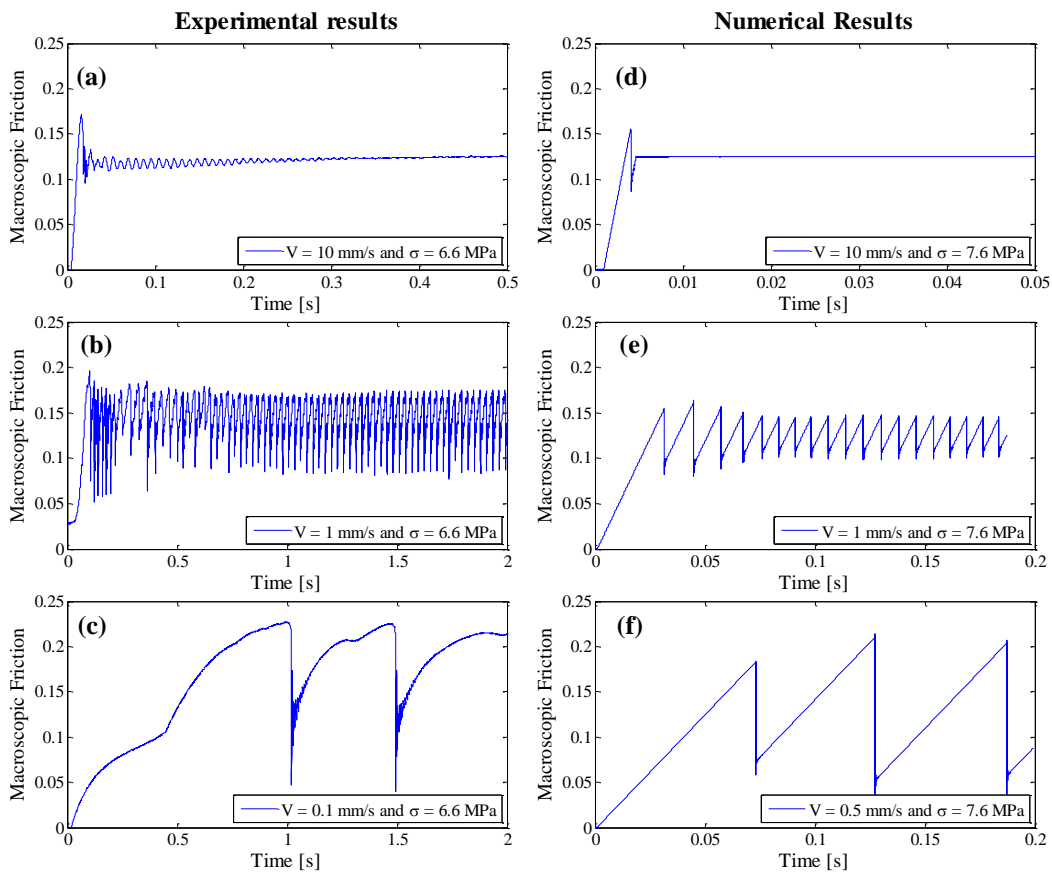 Experimental results
Numerical Results
(a)
Macroscopic Friction
0.25
0.2
0.15
0.1
0.05
0
0 0.1 0.2 0.3 0.4 0.5
Time [s]
V = 10 mm/s and σ = 6.6 MPa
(d)
Macroscopic Friction
0.25
0.2
0.15
0.1
0.05
0
0 0.01 0.02 0.03 0.04 0.05
Time [s]
V = 10 mm/s and σ = 7.6 MPa
(b)
Macroscopic Friction
0.25
0.2
0.15
0.1
0.05
0
0 0.5 1 1.5 2
Time [s]
V = 1 mm/s and σ = 6.6 MPa
(e)
Macroscopic Friction
0.25
0.2
0.15
0.1
0.05
0
0 0.05 0.1 0.15 0.2
Time [s]
V = 1 mm/s and σ = 7.6 MPa
(c)
Macroscopic Friction
0.25
0.2
0.15
0.1
0.05
0
0 0.5 1 1.5 2
Time [s]
V = 0.1 mm/s and σ = 6.6 MPa
(f)
Macroscopic Friction
0.25
0.2
0.15
0.1
0.05
0
0 0.05 0.1 0.15 0.2
Time [s]
V = 0.5 mm/s and σ = 7.6 MPa